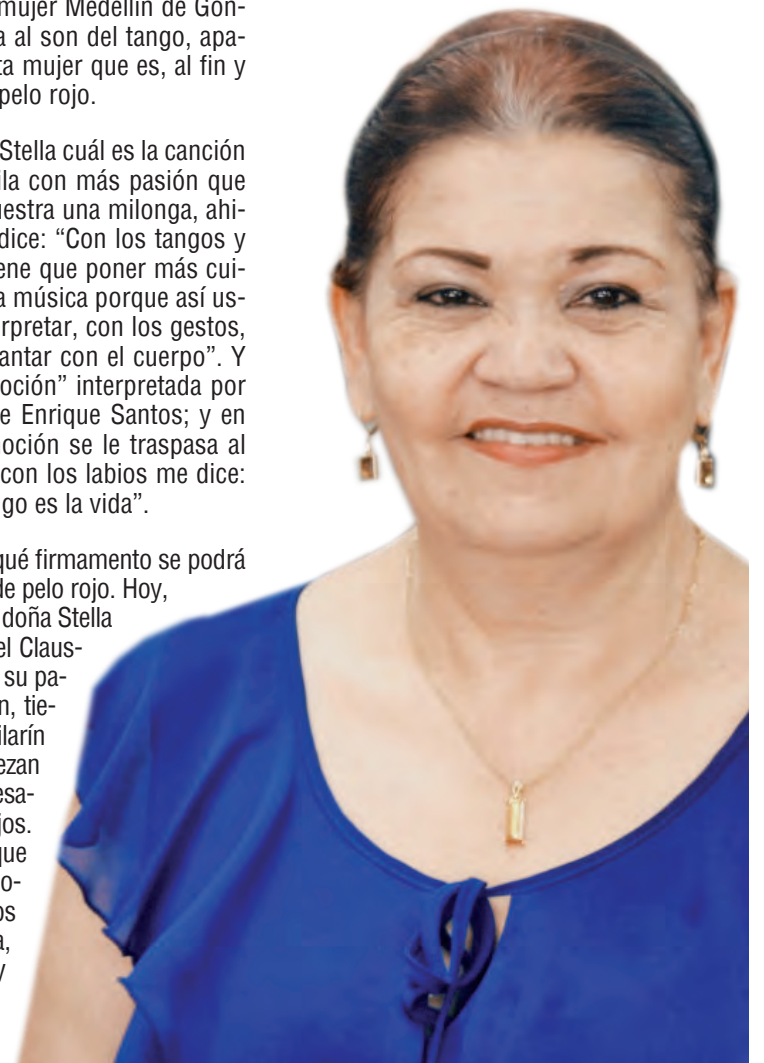 mujer Medellín de Gon-
a al son del tango, apa-
ta mujer que es, al fin y
pelo rojo.
Stella cuál es la canción
ila con más pasión que
uestra una milonga, ahi-
dice: “Con los tangos y
ene que poner más cui-
a música porque así us-
rpretar, con los gestos,
antar con el cuerpo”. Y
oción” interpretada por
e Enrique Santos; y en
oción se le traspasa al
con los labios me dice:
go es la vida”.
qué firmamento se podrá
de pelo rojo. Hoy,
doña Stella
el Claus-
su pa-
n, tie-
ilarín
ezan
esa-
jos.
que
o-
os
a,
y